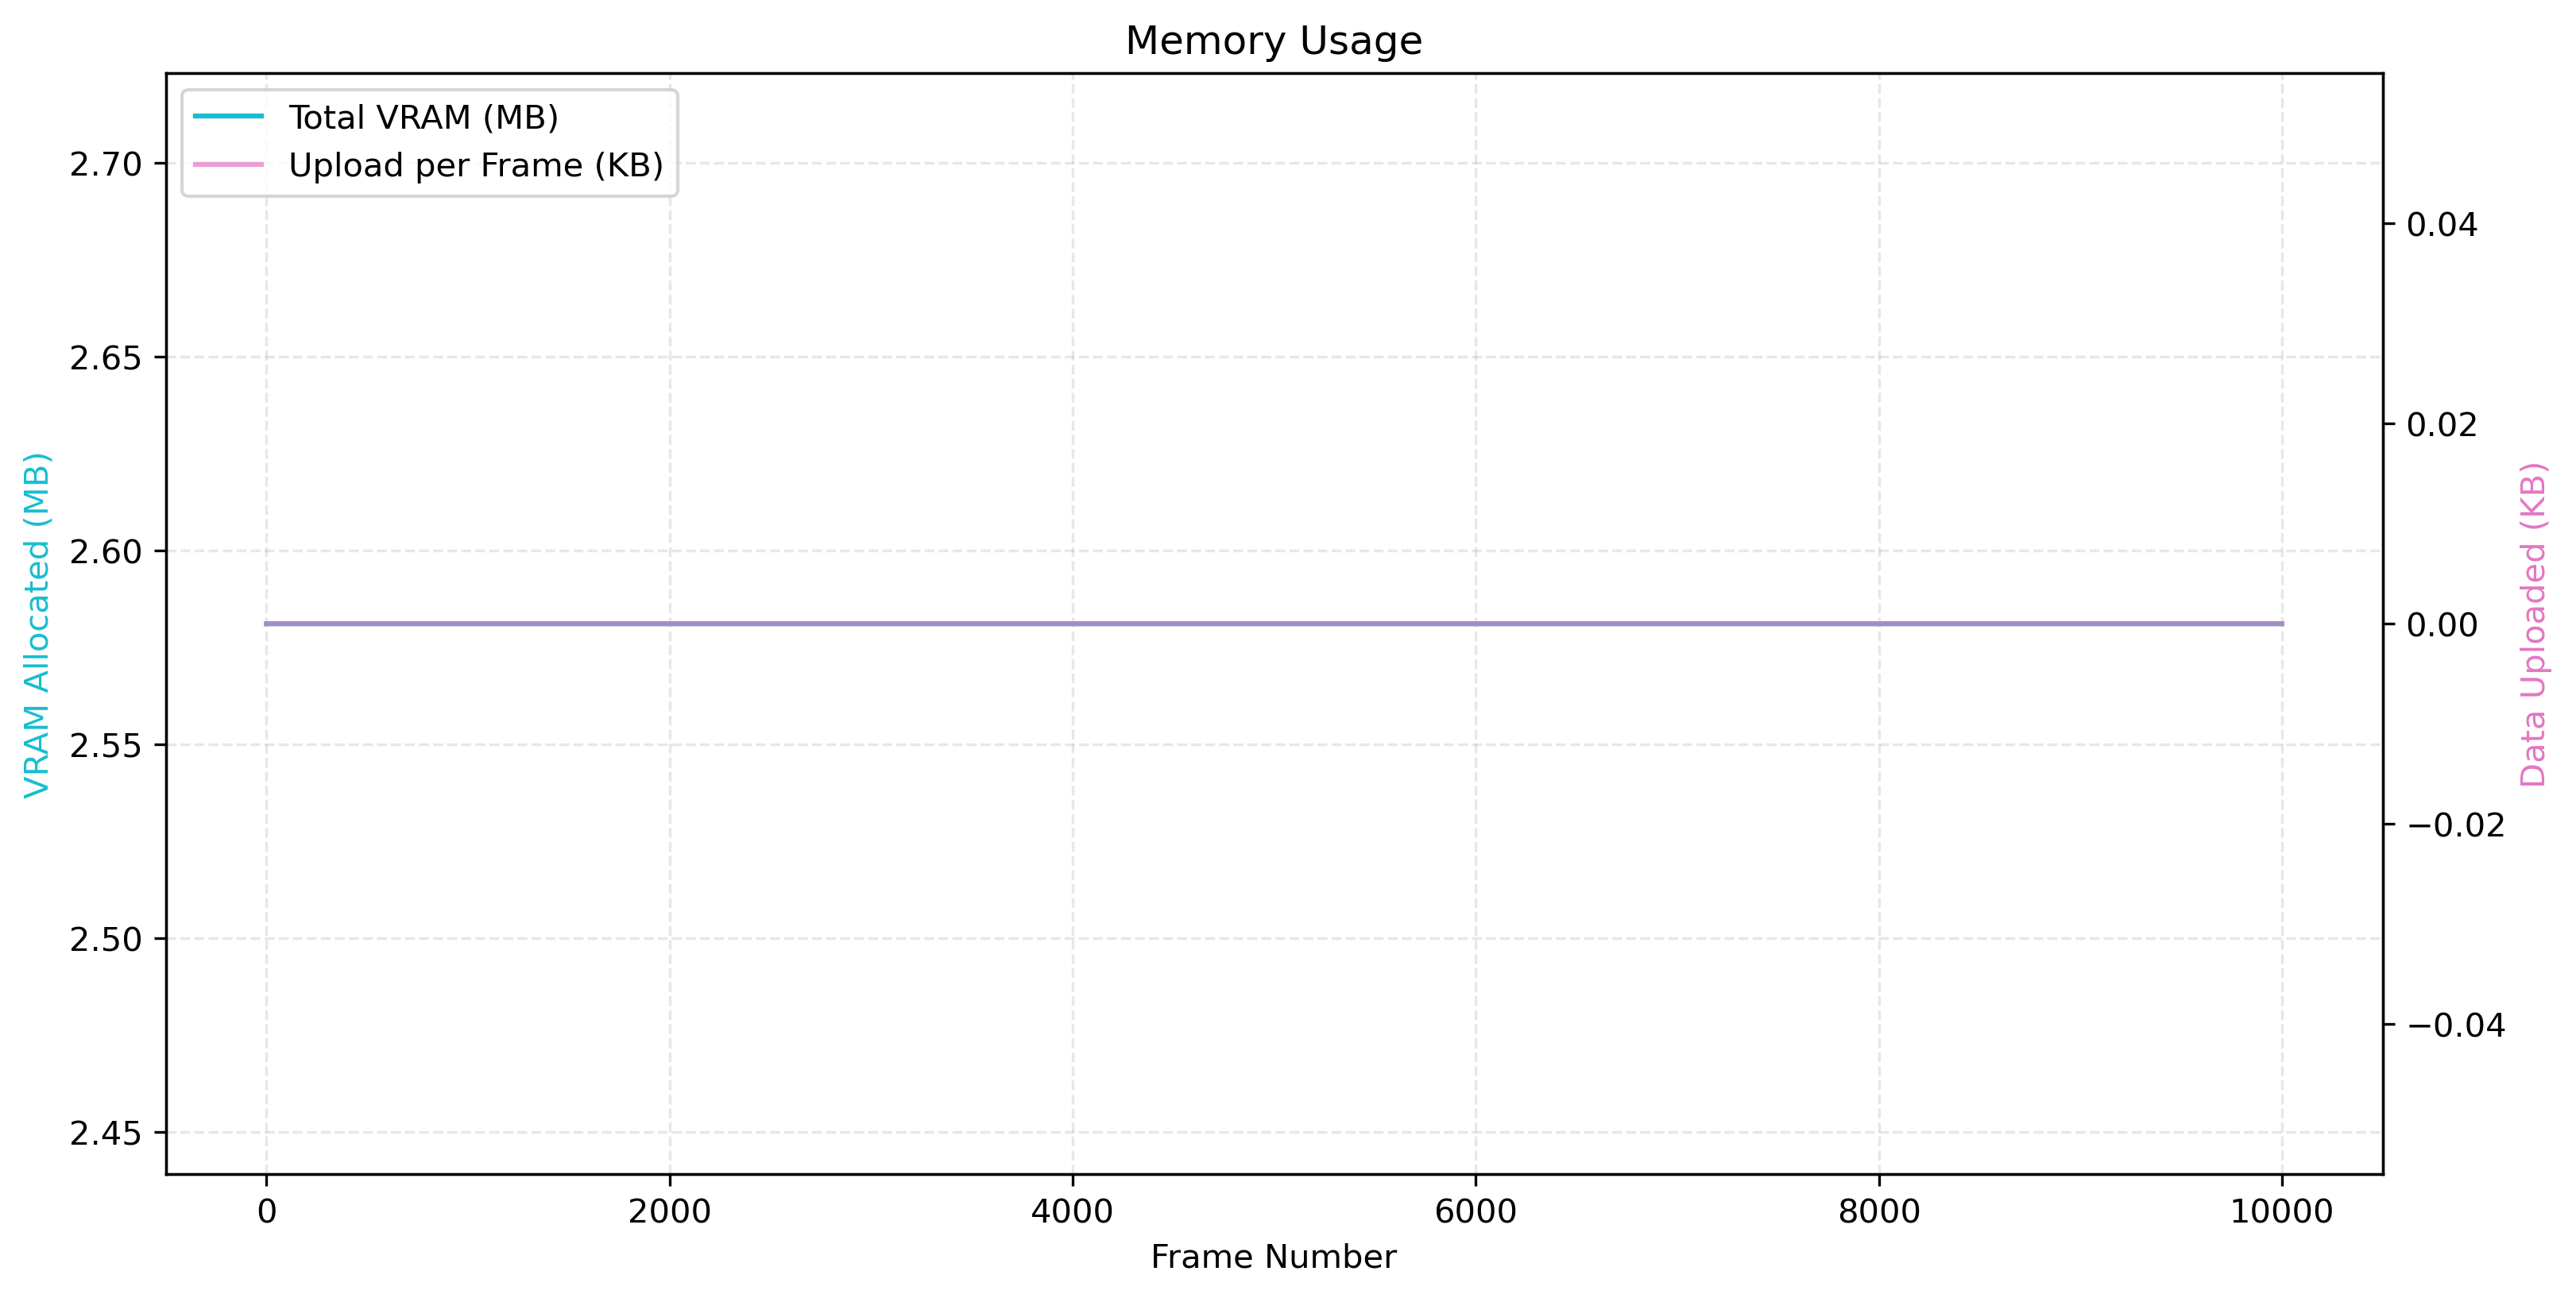 Memory Usage
Total VRAM (MB)
Upload per Frame (KB)
VRAM Allocated (MB)
2.70
2.65
2.60
2.55
2.50
2.45
0.04
0.02
0.00
−0.02
−0.04
Data Uploaded (KB)
0 2000 4000 6000 8000 10000
Frame Number